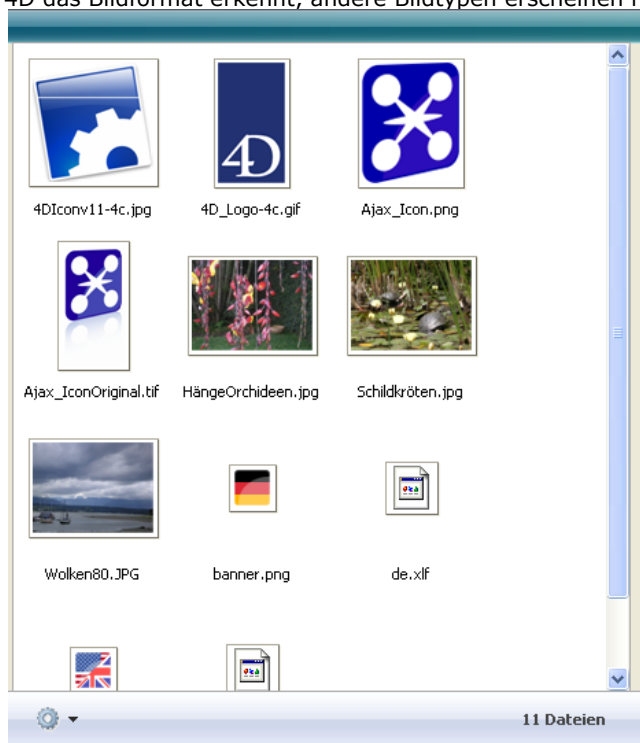 4D das Bildformat erkennt, andere Bildtypen erscheinen
4D
4DIconv11-4c.jpg
4D_Logo-4c.gif
Ajax_Icon.png
Ajax_IconOriginal.tif
HängeOrchideen.jpg
Schildkröten.jpg
Wolken80.JPG
banner.png
de.xlf
11 Dateien